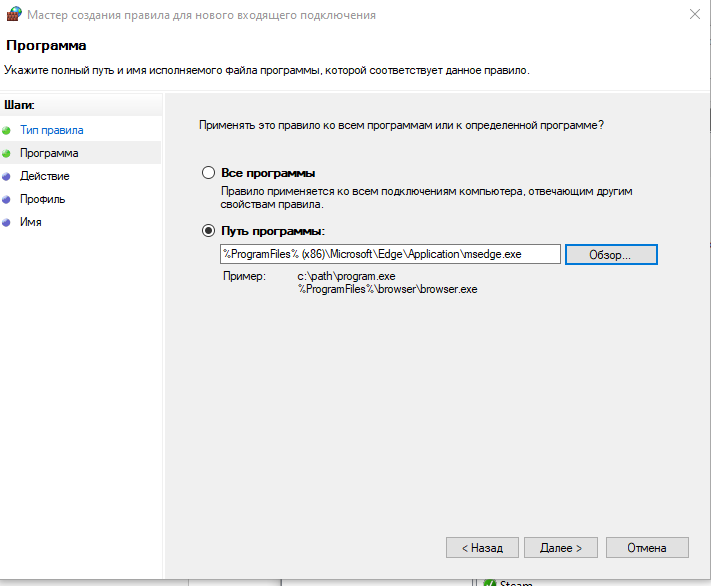 Мастер создания правила для нового входящего подключения
Программа
Укажите полный путь и имя исполняемого файла программы, которой соответствует данное правило.
Шаги:
Тип правила
Программа
Действие
Профиль
Имя
Применять это правило ко всем программам или к определенной программе?
Все программы
Правило применяется ко всем подключениям компьютера, отвечающим другим
свойствам правила.
Путь программы:
%ProgramFiles% (x86)\Microsoft\Edge\Application\msedge.exe
Обзор...
Пример:
c:\path\program.exe
%ProgramFiles%\browser\browser.exe
< Назад
Далее >
Отмена
Steam